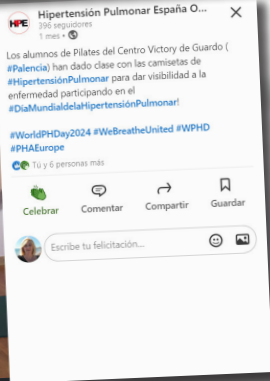 HPE Hipertensión Pulmonar España O...
396 seguidores
1 mes •
Los alumnos de Pilates del Centro Victory de Guardo (
#Palencia) han dado clase con las camisetas de
#HipertensiónPulmonar para dar visibilidad a la
enfermedad participando en el
#DíaMundialdelaHipertensiónPulmonar!
#WorldPHDay2024 #WeBreatheUnited #WPHD
#PHAEurope
Tú y 6 personas más
Celebrar Comentar Compartir Guardar
Escribe tu felicitación...